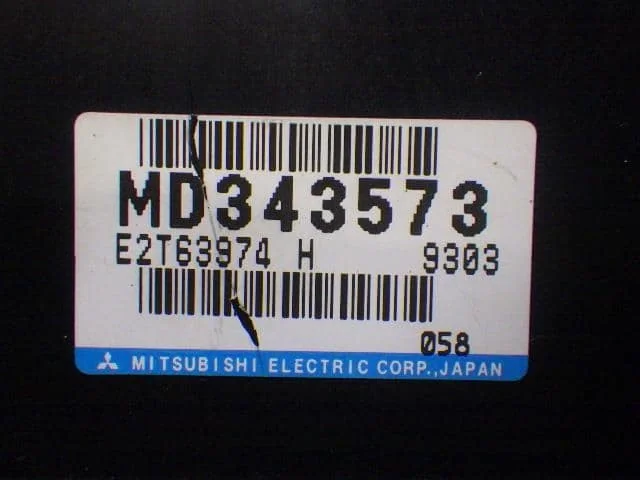 MD343573
E2T63974 H 9303
058
MITSUBISHI ELECTRIC CORP.,JAPAN